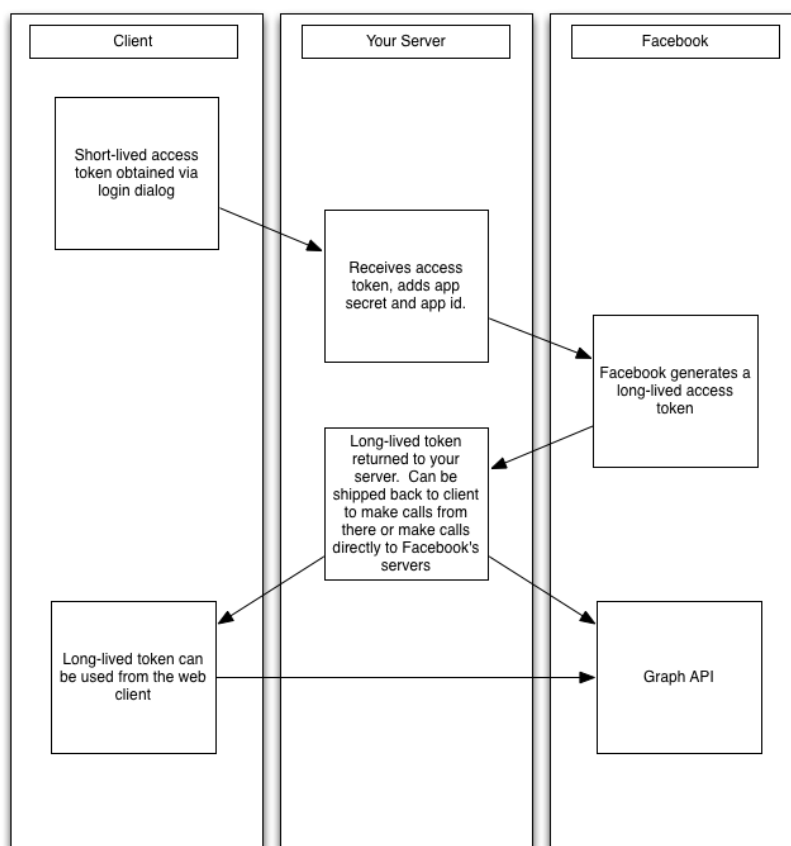 Client
Your Server
Facebook
Short-lived access
token obtained via
login dialog
Receives access
token, adds app
secret and app id.
Facebook generates a
long-lived access
token
Long-lived token
returned to your
server.  Can be
shipped back to client
to make calls from
there or make calls
directly to Facebook's
servers
Long-lived token can
be used from the web
client
Graph API